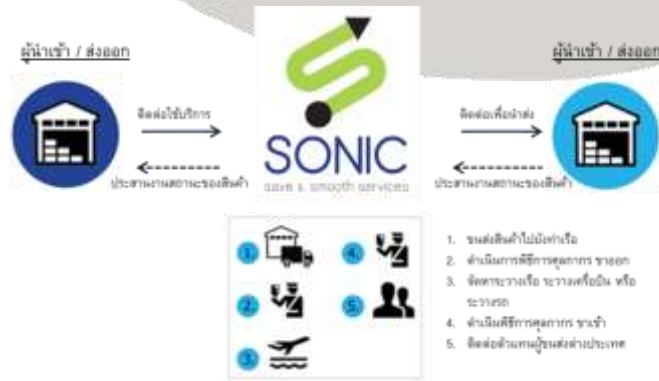 ผู้นำเข้า / ส่งออก
ผู้นำเข้า / ส่งออก
ติดต่อใช้บริการ
ติดต่อเพื่อนำส่ง
SONIC
save & smooth services
ประสานงานสถานะของสินค้า
ประสานงานสถานะของสินค้า
1.
4.
2.
5.
3.
1. ขนส่งสินค้าไปยังท่าเรือ
2. ดำเนินการพิธีการศุลกากร ขาออก
3. จัดหาระวางเรือ ระวางเครื่องบิน หรือ
ระวางรถ
4. ดำเนินพิธีการศุลกากร ขาเข้า
5. ติดต่อตัวแทนผู้ขนส่งต่างประเทศ